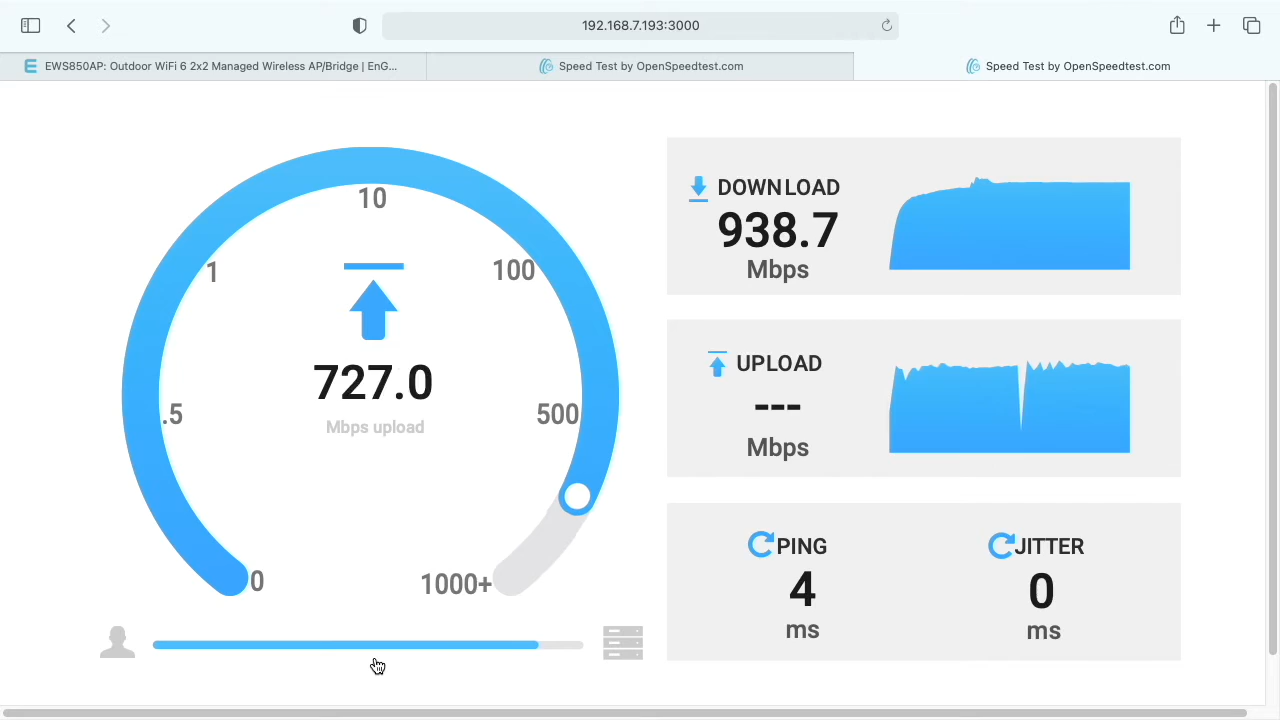 192.168.7.193:3000
EWS850AP: Outdoor WiFi 6 2x2 Managed Wireless AP/Bridge | EnG...
Speed Test by OpenSpeedtest.com
Speed Test by OpenSpeedtest.com
10
1
100
.5
500
0
1000+
727.0
Mbps upload
DOWNLOAD
938.7
Mbps
UPLOAD
---
Mbps
PING
4
ms
JITTER
0
ms